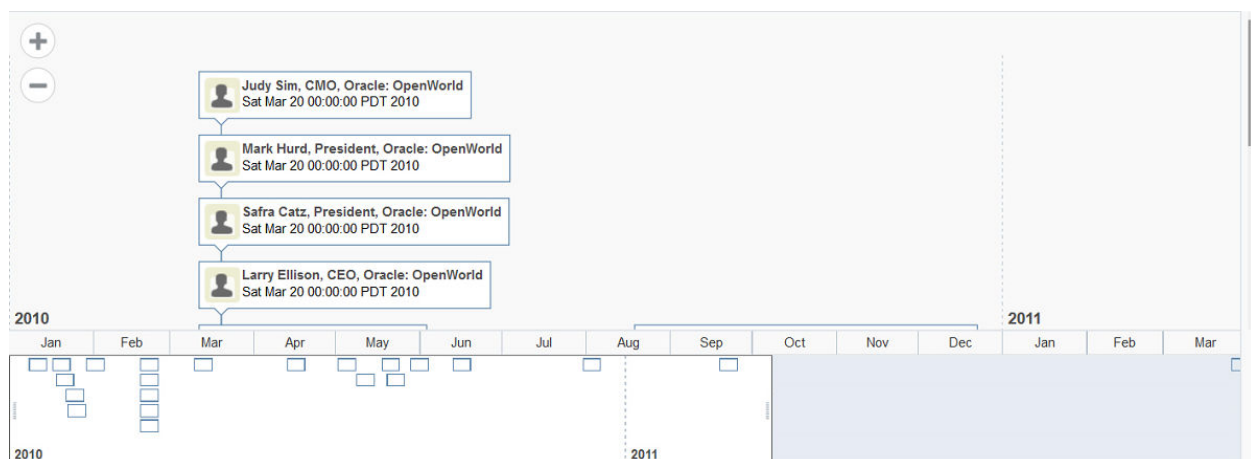 Judy Sim, CMO, Oracle: OpenWorld
Sat Mar 20 00:00:00 PDT 2010
Mark Hurd, President, Oracle: OpenWorld
Sat Mar 20 00:00:00 PDT 2010
Safra Catz, President, Oracle: OpenWorld
Sat Mar 20 00:00:00 PDT 2010
Larry Ellison, CEO, Oracle: OpenWorld
Sat Mar 20 00:00:00 PDT 2010
2010 2011
Jan Feb Mar Apr May Jun Jul Aug Sep Oct Nov Dec Jan Feb Mar
2010 2011